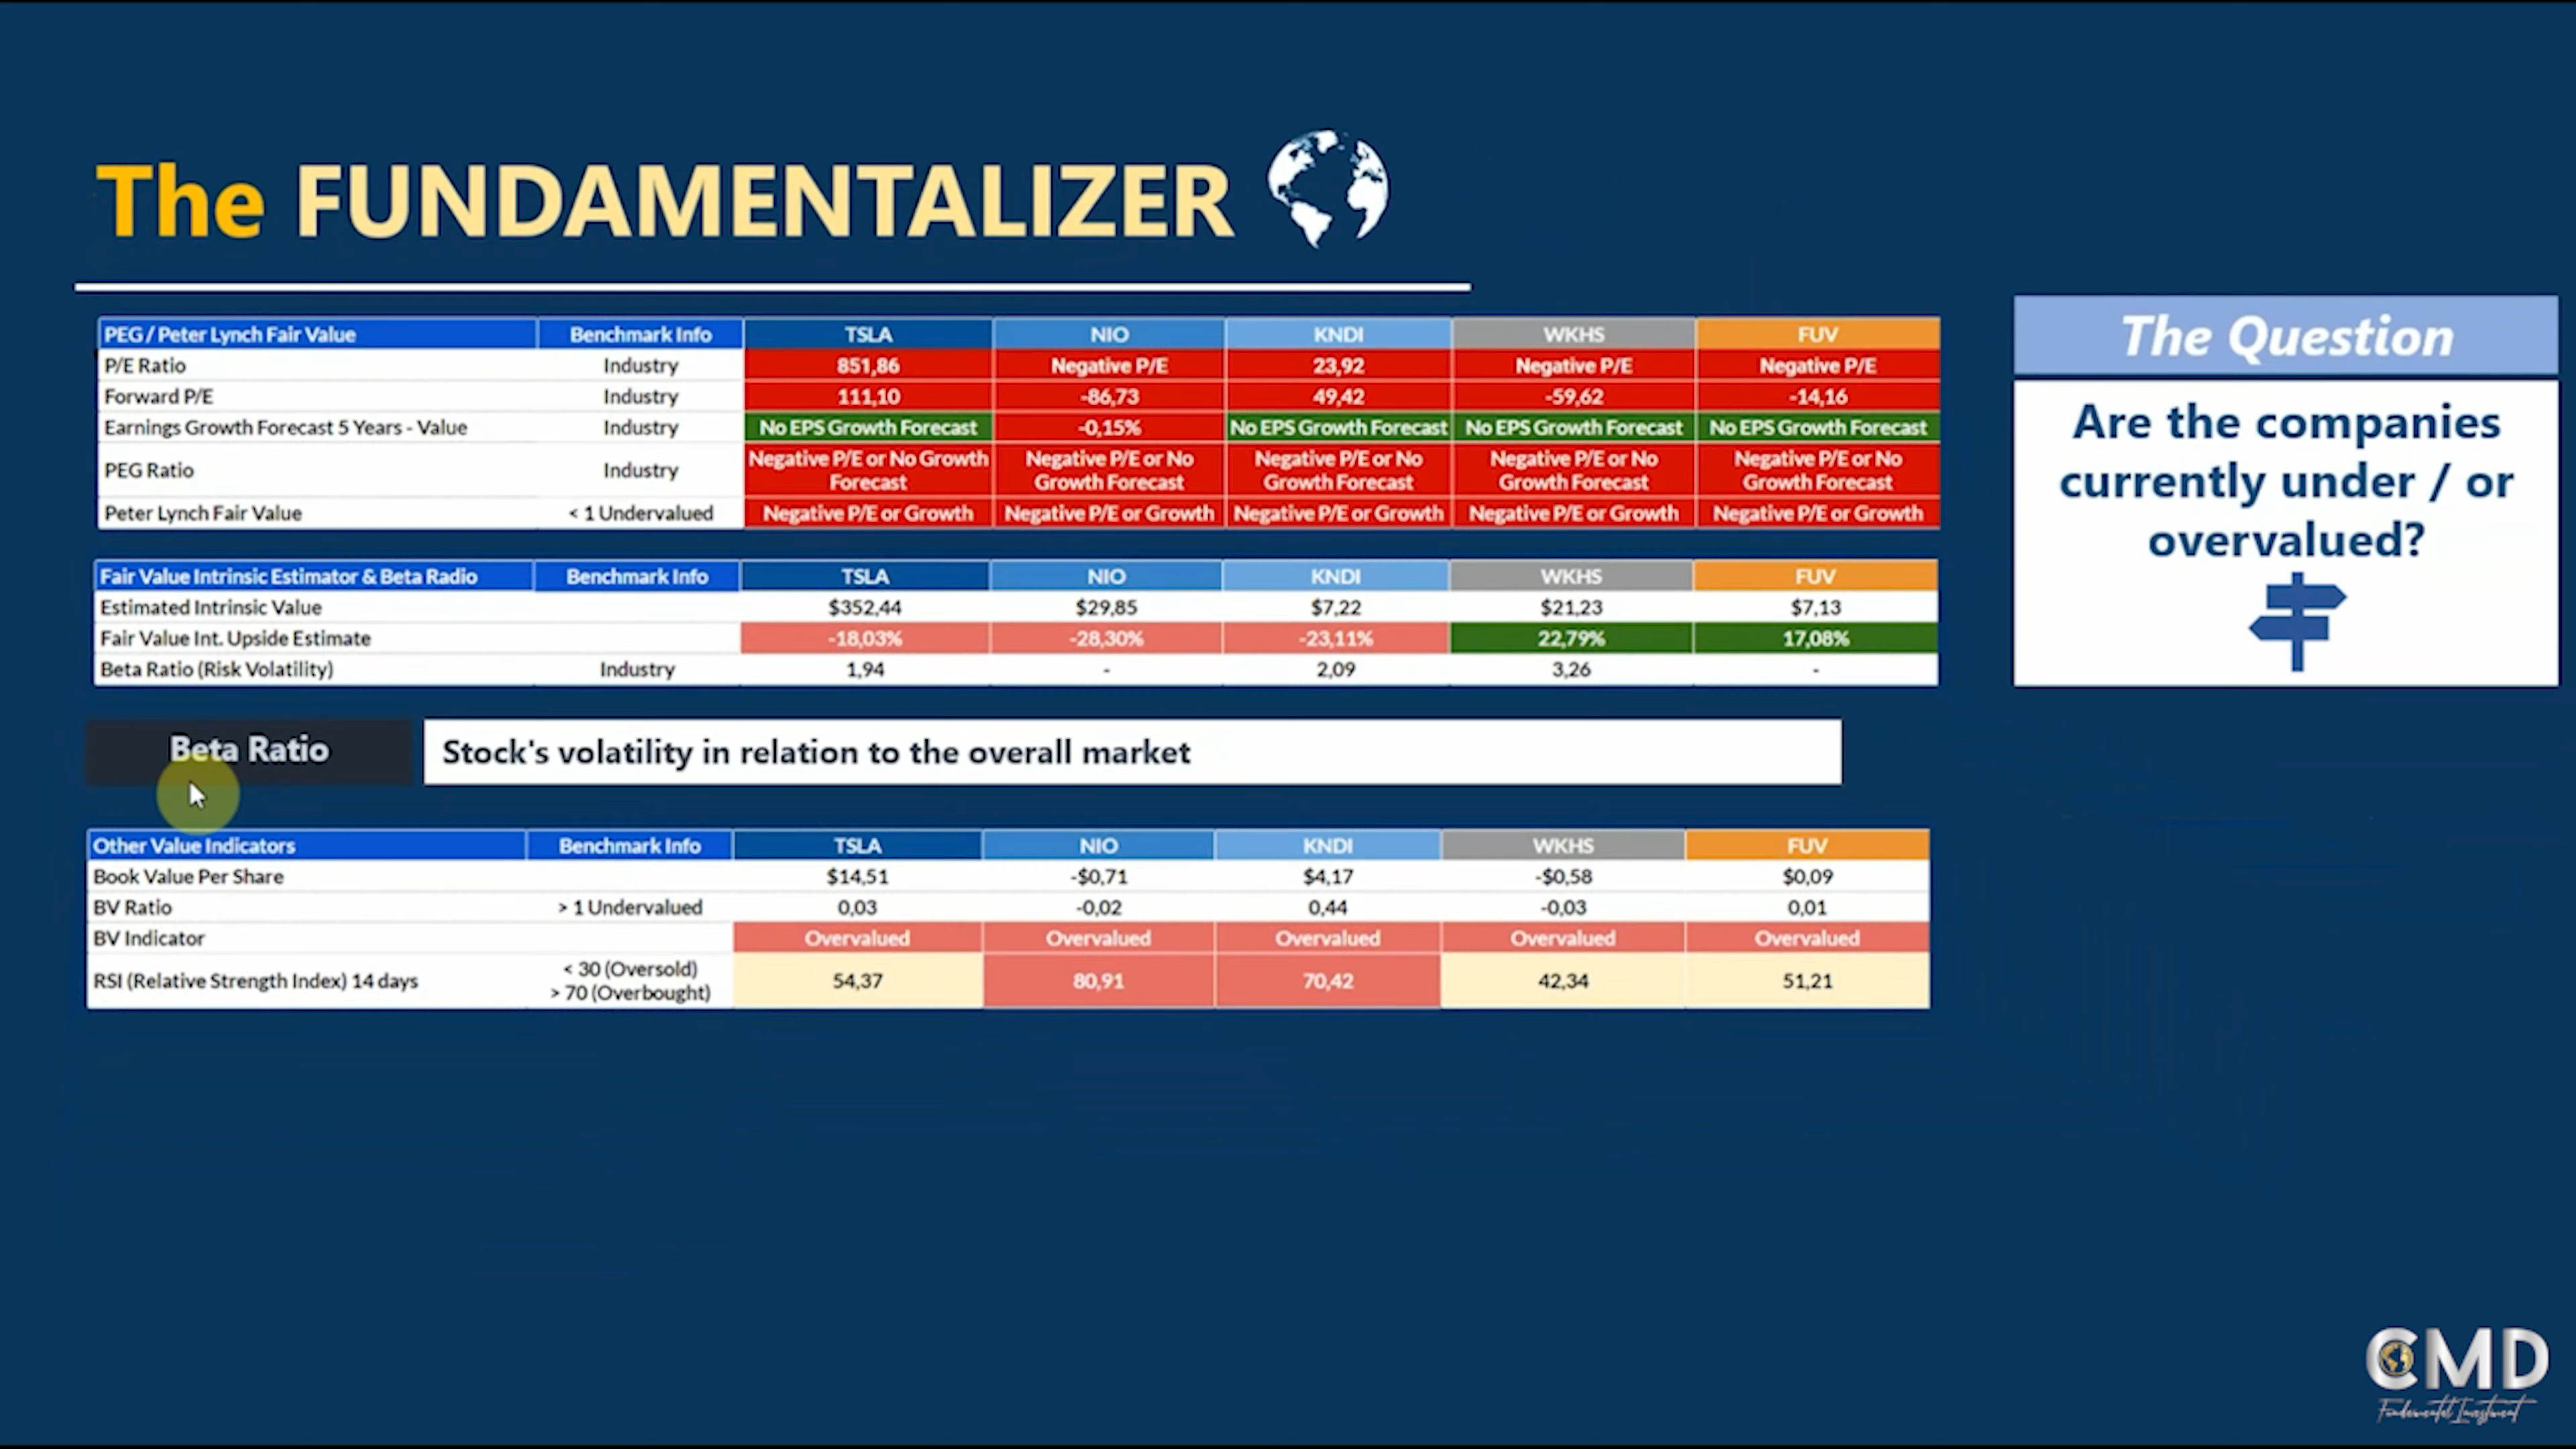 The FUNDAMENTALIZER
PEG / Peter Lynch Fair Value Benchmark Info TSLA NIO KNDI WKHS FUV
P/E Ratio Industry 851,86 Negative P/E 23,92 Negative P/E Negative P/E
Forward P/E Industry 111,10 -86,73 49,42 -59,62 -14,16
Earnings Growth Forecast 5 Years - Value Industry No EPS Growth Forecast -0,15% No EPS Growth Forecast No EPS Growth Forecast No EPS Growth Forecast
PEG Ratio Industry Negative P/E or No Growth Forecast Negative P/E or No Growth Forecast Negative P/E or No Growth Forecast Negative P/E or No Growth Forecast Negative P/E or No Growth Forecast
Peter Lynch Fair Value < 1 Undervalued Negative P/E or Growth Negative P/E or Growth Negative P/E or Growth Negative P/E or Growth Negative P/E or Growth
The Question
Are the companies
currently under / or
overvalued?
Fair Value Intrinsic Estimator & Beta Radio Benchmark Info TSLA NIO KNDI WKHS FUV
Estimated Intrinsic Value $352,44 $29,85 $7,22 $21,23 $7,13
Fair Value Int. Upside Estimate -18,03% -28,30% -23,11% 22,79% 17,08%
Beta Ratio (Risk Volatility) Industry 1,94 - 2,09 3,26 -
Beta Ratio Stock's volatility in relation to the overall market
Other Value Indicators Benchmark Info TSLA NIO KNDI WKHS FUV
Book Value Per Share $14,51 -$0,71 $4,17 -$0,58 $0,09
BV Ratio > 1 Undervalued 0,03 -0,02 0,44 -0,03 0,01
BV Indicator Overvalued Overvalued Overvalued Overvalued Overvalued
RSI (Relative Strength Index) 14 days < 30 (Oversold) > 70 (Overbought) 54,37 80,91 70,42 42,34 51,21
CMD
Fundamental Investment